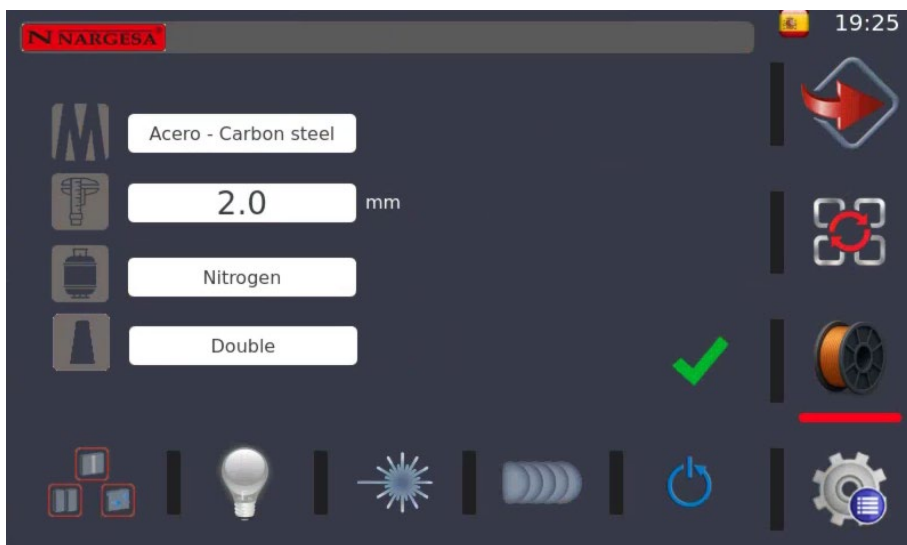 N NARGESA
19:25
Acero - Carbon steel
2.0 mm
Nitrogen
Double